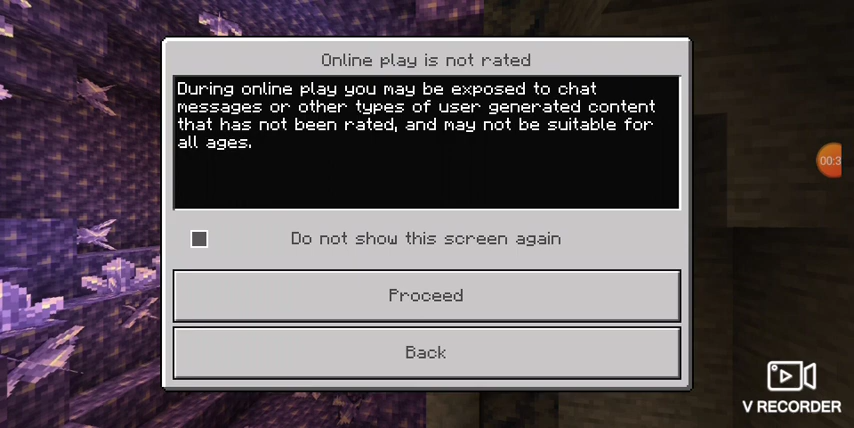 Online play is not rated
During online play you may be exposed to chat
messages or other types of user generated content
that has not been rated, and may not be suitable for
all ages.
00:3
Do not show this screen again
Proceed
Back
V RECORDER